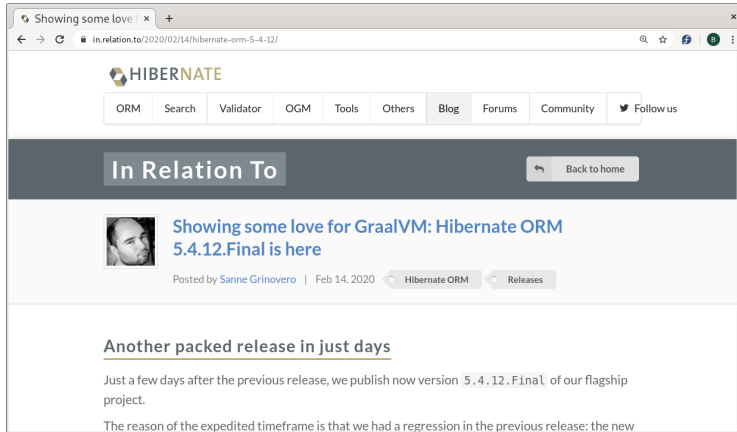 Showing some love f
in.relation.to/2020/02/14/hibernate-orm-5-4-12/
B
HIBERNATE
ORM Search Validator OGM Tools Others Blog Forums Community Follow us
In Relation To
Back to home
Showing some love for GraalVM: Hibernate ORM
5.4.12.Final is here
Posted by Sanne Grinovero | Feb 14, 2020 Hibernate ORM Releases
Another packed release in just days
Just a few days after the previous release, we publish now version 5.4.12.Final of our flagship
project.
The reason of the expedited timeframe is that we had a regression in the previous release: the new